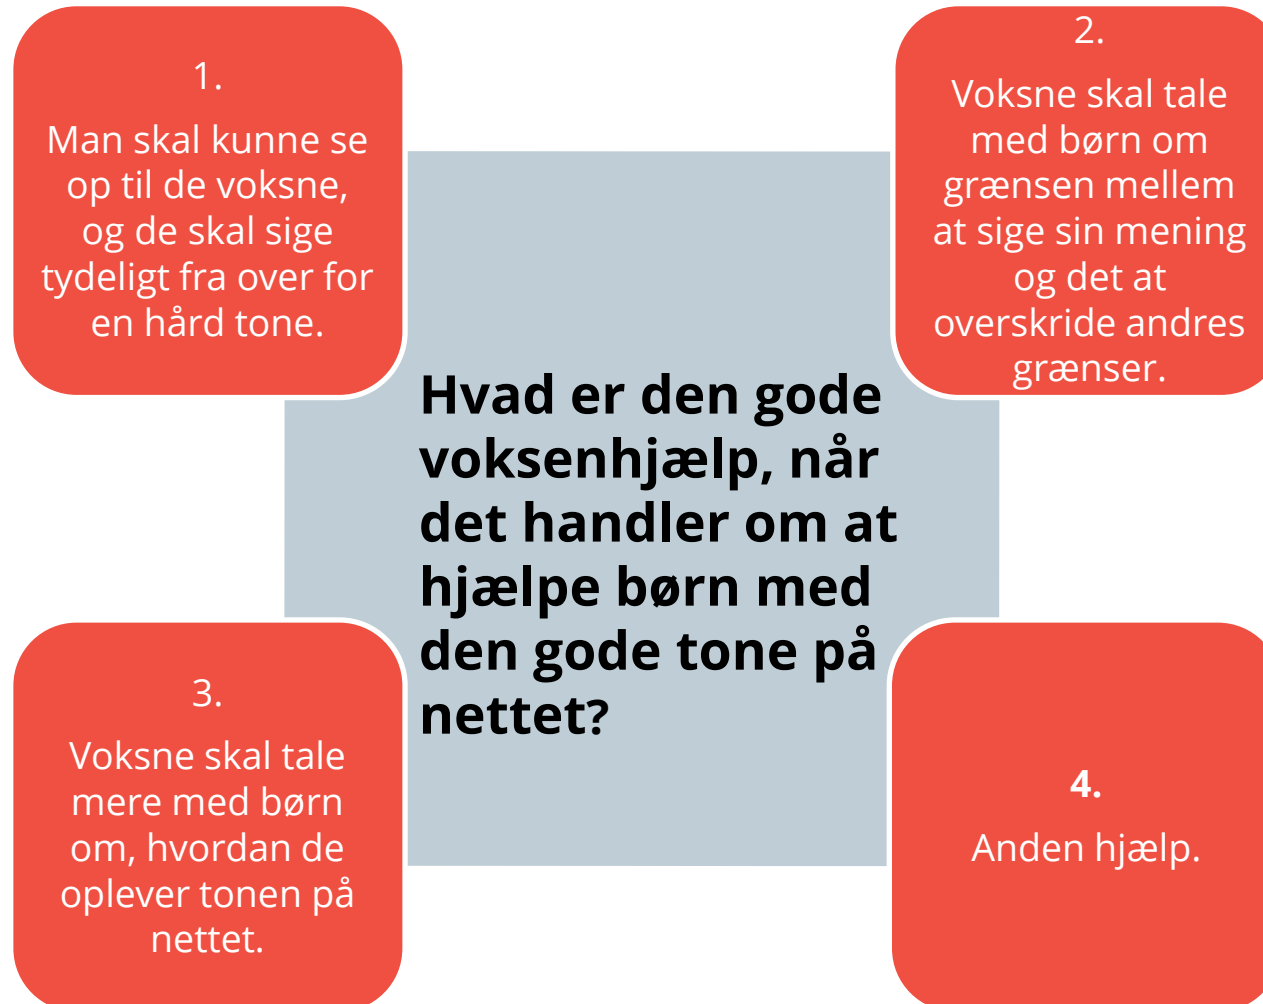 1.
Man skal kunne se
op til de voksne,
og de skal sige
tydeligt fra over for
en hård tone.
2.
Voksne skal tale
med børn om
grænsen mellem
at sige sin mening
og det at
overskride andres
grænser.
Hvad er den gode
voksenhjælp, når
det handler om at
hjælpe børn med
den gode tone på
nettet?
3.
Voksne skal tale
mere med børn
om, hvordan de
oplever tonen på
nettet.
4.
Anden hjælp.